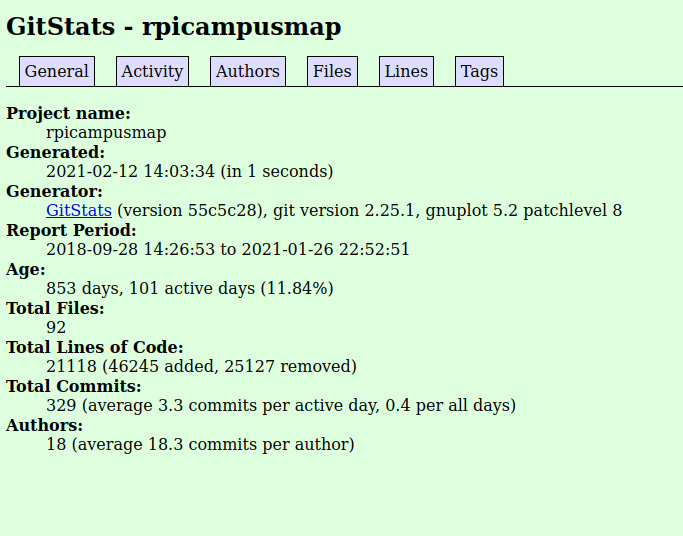 GitStats - rpicampusmap
General Activity Authors Files Lines Tags
Project name:
rpicampusmap
Generated:
2021-02-12 14:03:34 (in 1 seconds)
Generator:
GitStats (version 55c5c28), git version 2.25.1, gnuplot 5.2 patchlevel 8
Report Period:
2018-09-28 14:26:53 to 2021-01-26 22:52:51
Age:
853 days, 101 active days (11.84%)
Total Files:
92
Total Lines of Code:
21118 (46245 added, 25127 removed)
Total Commits:
329 (average 3.3 commits per active day, 0.4 per all days)
Authors:
18 (average 18.3 commits per author)